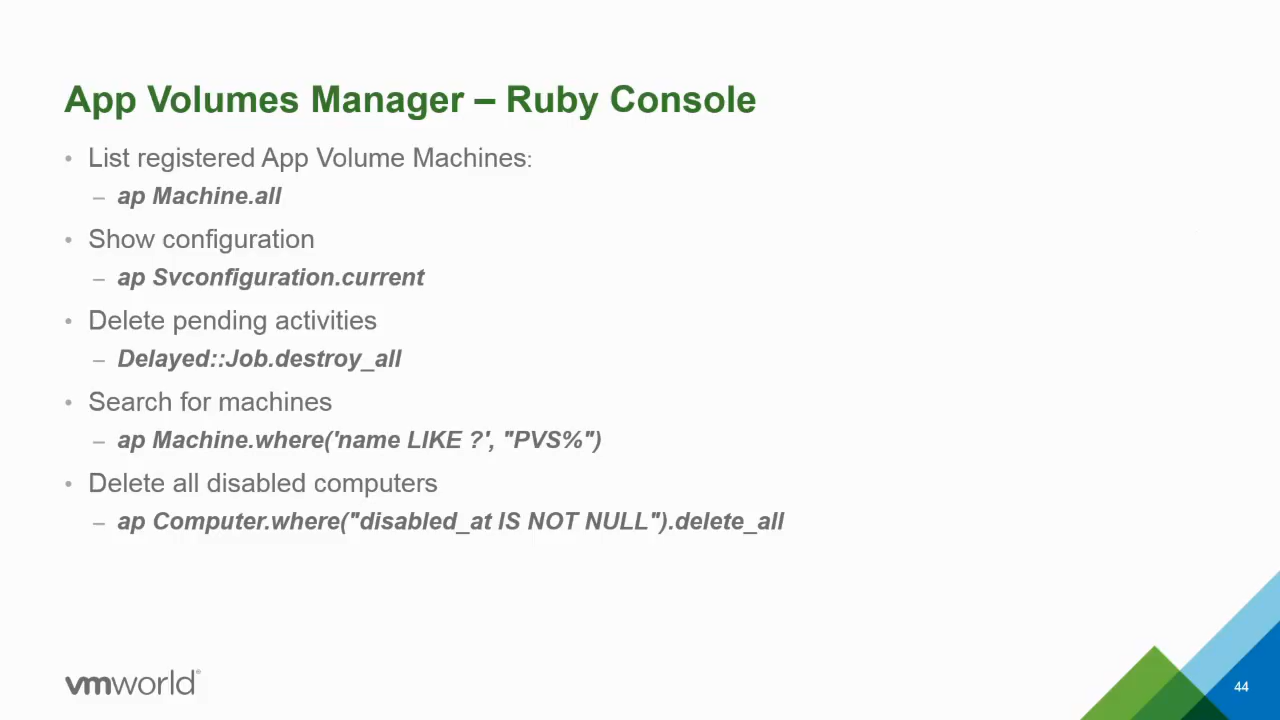 App Volumes Manager – Ruby Console
• List registered App Volume Machines:
– ap Machine.all
• Show configuration
– ap Svconfiguration.current
• Delete pending activities
– Delayed::Job.destroy_all
• Search for machines
– ap Machine.where('name LIKE ?', "PVS%")
• Delete all disabled computers
– ap Computer.where("disabled_at IS NOT NULL").delete_all
vmworld®
44